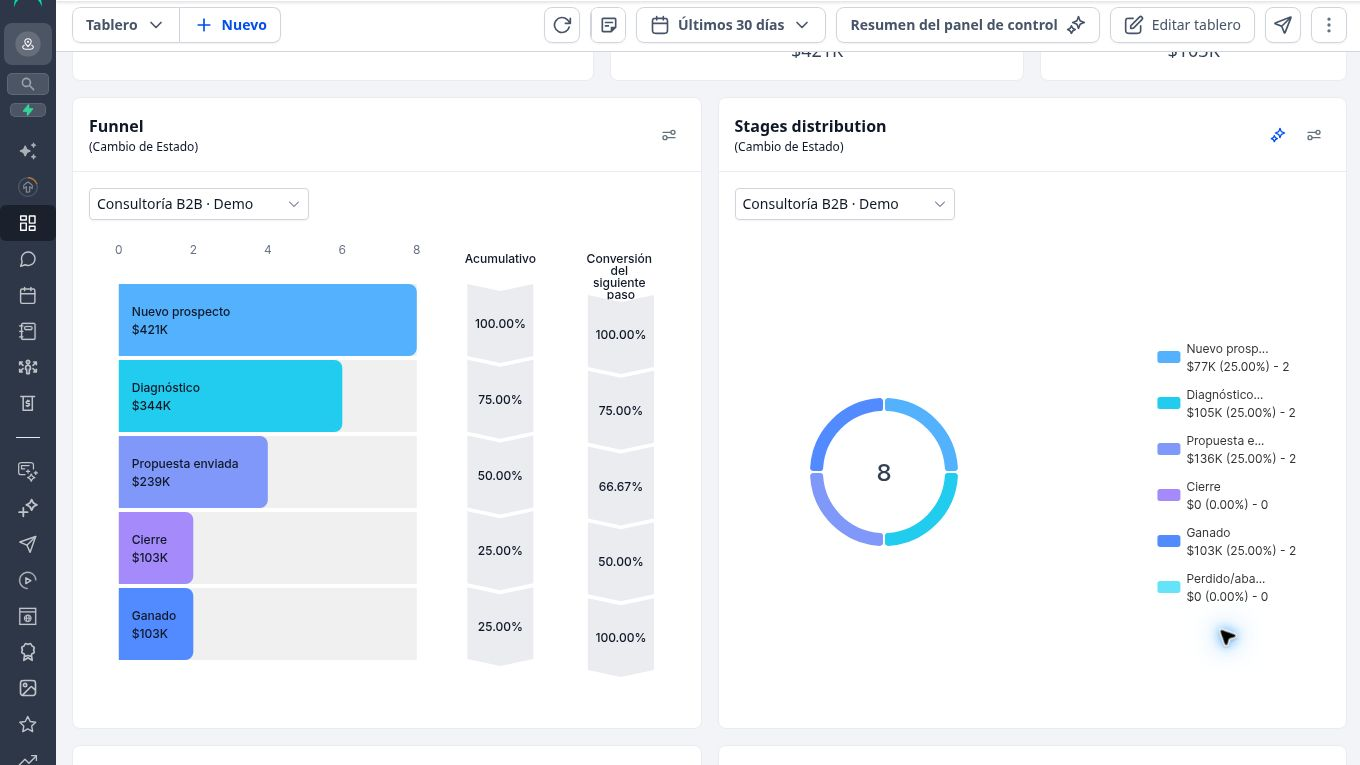 Tablero
Nuevo
Últimos 30 días
Resumen del panel de control
Editar tablero
$421K
$103K
Funnel
(Cambio de Estado)
Consultoría B2B · Demo
0 2 4 6 8
Acumulativo
Conversión
del
siguiente
paso
Nuevo prospecto
$421K
100.00%
100.00%
Diagnóstico
$344K
75.00%
75.00%
Propuesta enviada
$239K
50.00%
66.67%
Cierre
$103K
25.00%
50.00%
Ganado
$103K
25.00%
100.00%
Stages distribution
(Cambio de Estado)
Consultoría B2B · Demo
8
Nuevo prosp...
$77K (25.00%) - 2
Diagnóstico...
$105K (25.00%) - 2
Propuesta e...
$136K (25.00%) - 2
Cierre
$0 (0.00%) - 0
Ganado
$103K (25.00%) - 2
Perdido/aba...
$0 (0.00%) - 0